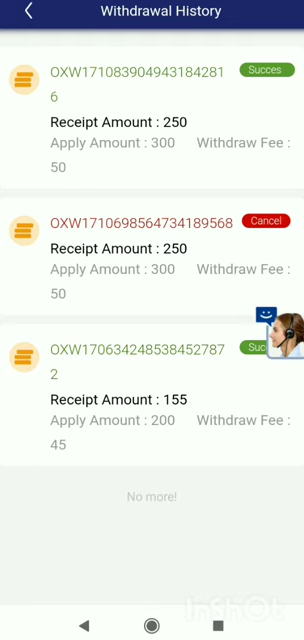 Withdrawal History
OXW171083904943184281
6
Succes
Receipt Amount : 250
Apply Amount : 300 Withdraw Fee :
50
OXW1710698564734189568
Cancel
Receipt Amount : 250
Apply Amount : 300 Withdraw Fee :
50
OXW170634248538452787
2
Suc
Receipt Amount : 155
Apply Amount : 200 Withdraw Fee :
45
No more!
InShot